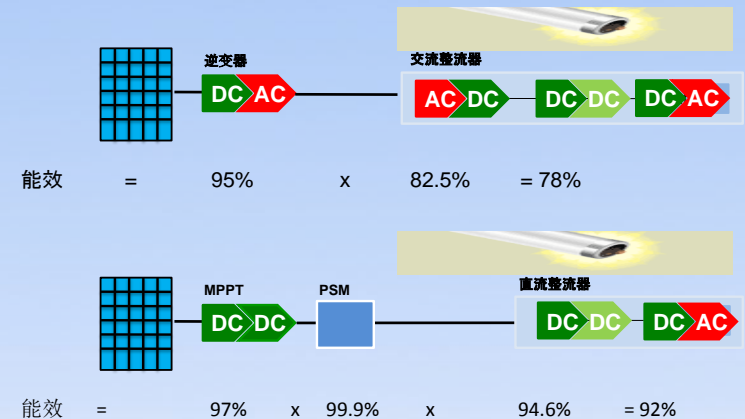 逆变器
交流整流器
DC AC
AC DC DC DC DC AC
能效 = 95% x 82.5% = 78%
MPPT PSM 直流整流器
DC DC
DC DC DC AC
能效 = 97% x 99.9% x 94.6% = 92%